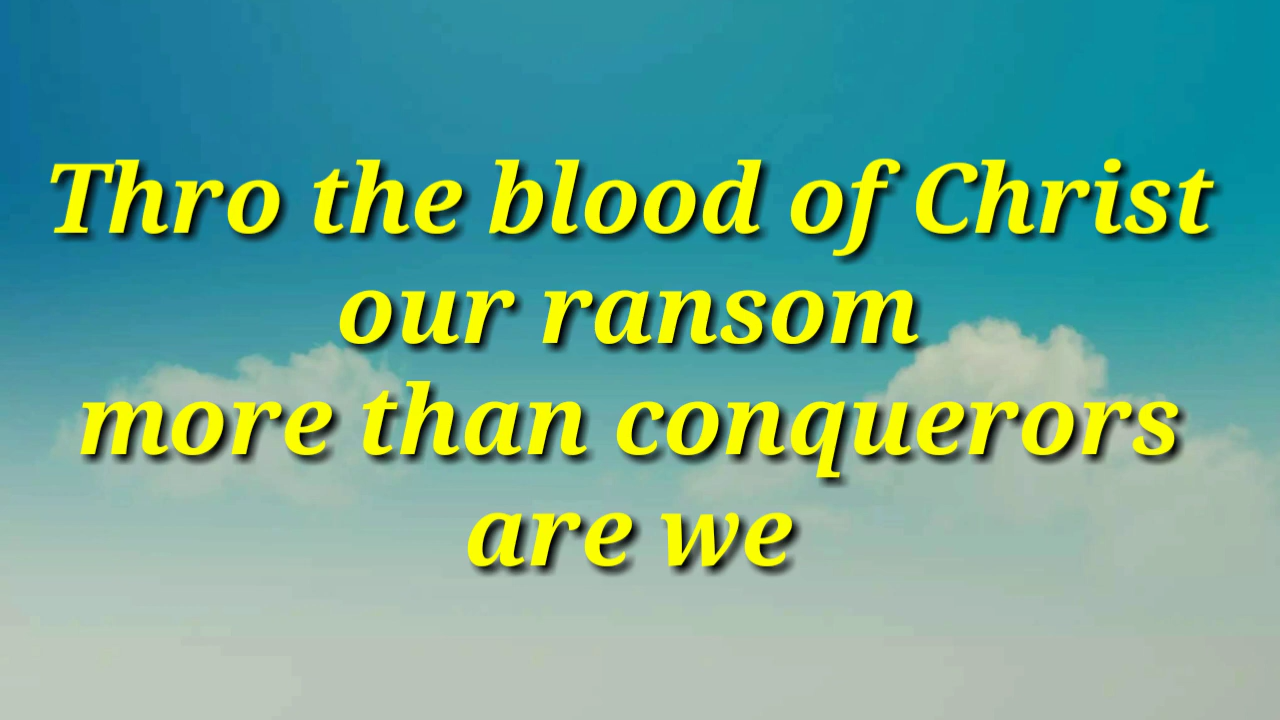 Thro the blood of Christ
our ransom
more than conquerors
are we